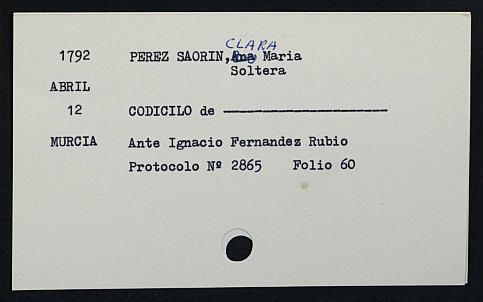 CLARA
1792 PEREZ SAORIN, Ana Maria
Soltera
ABRIL
12 CODICILO de
MURCIA Ante Ignacio Fernandez Rubio
Protocolo Nº 2865 Folio 60